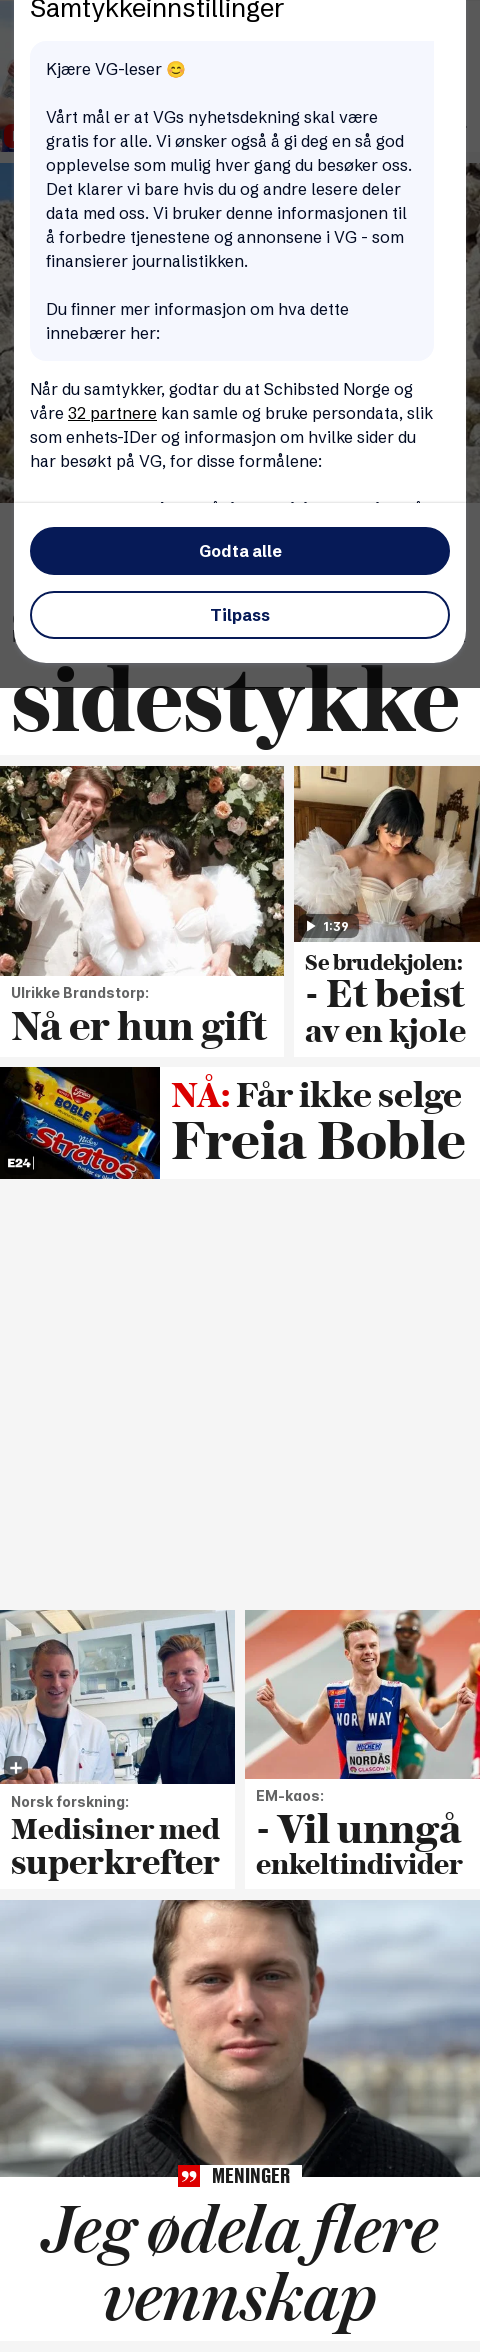 Samtykkeinnstillinger
Kjære VG-leser 😊
Vårt mål er at VGs nyhetsdekning skal være
gratis for alle. Vi ønsker også å gi deg en så god
opplevelse som mulig hver gang du besøker oss.
Det klarer vi bare hvis du og andre lesere deler
data med oss. Vi bruker denne informasjonen til
å forbedre tjenestene og annonsene i VG - som
finansierer journalistikken.
Du finner mer informasjon om hva dette
innebærer her:
Når du samtykker, godtar du at Schibsted Norge og
våre 32 partnere kan samle og bruke persondata, slik
som enhets-IDer og informasjon om hvilke sider du
har besøkt på VG, for disse formålene:
Godta alle
Tilpass
sidestykke
1:39
Ulrikke Brandstorp:
Nå er hun gift
Se brudekjolen:
- Et beist
av en kjole
BOBLE
Stratos
E24
NÅ: Får ikke selge
Freia Boble
Norsk forskning:
Medisiner med
superkrefter
NORWAY
NORDÅS
GLASGOW
EM-kaos:
- Vil unngå
enkeltindivider
MENINGER
Jeg ødela flere
vennskap